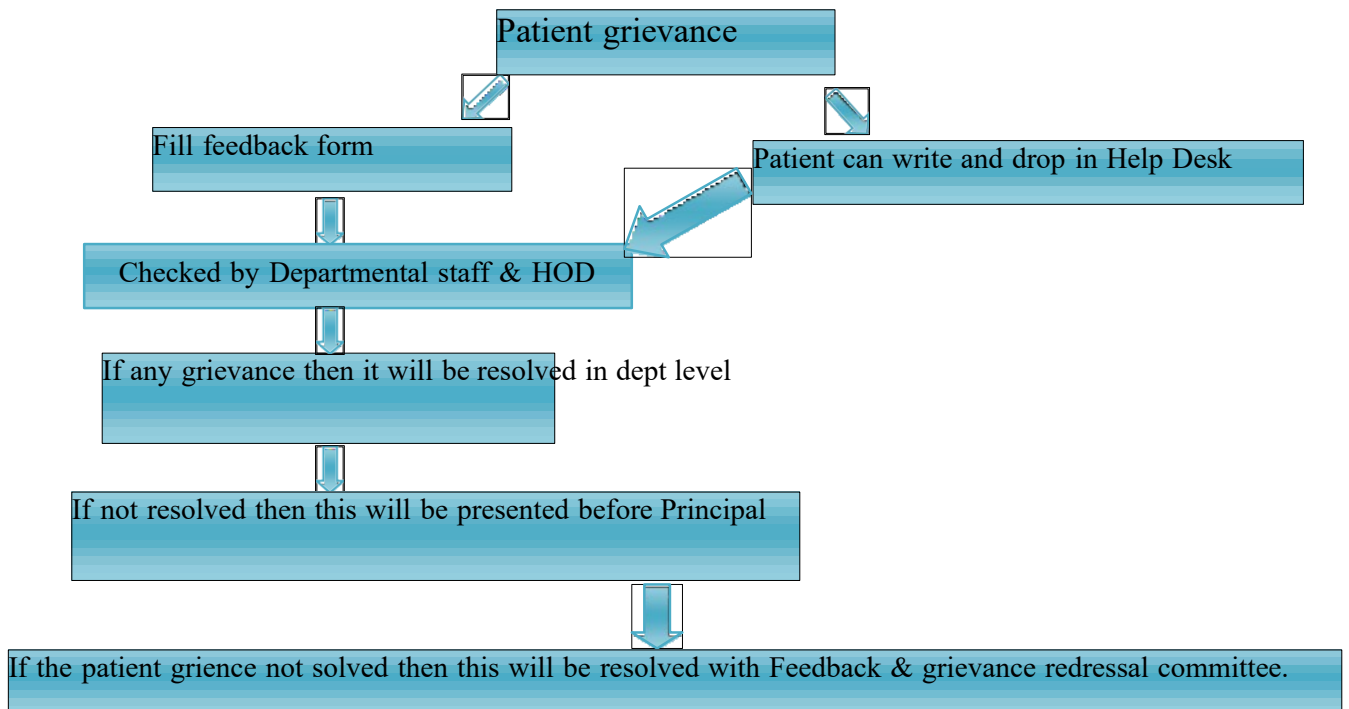 Patient grievance
Fill feedback form
Patient can write and drop in Help Desk
Checked by Departmental staff & HOD
If any grievance then it will be resolved in dept level
If not resolved then this will be presented before Principal
If the patient grience not solved then this will be resolved with Feedback & grievance redressal committee.